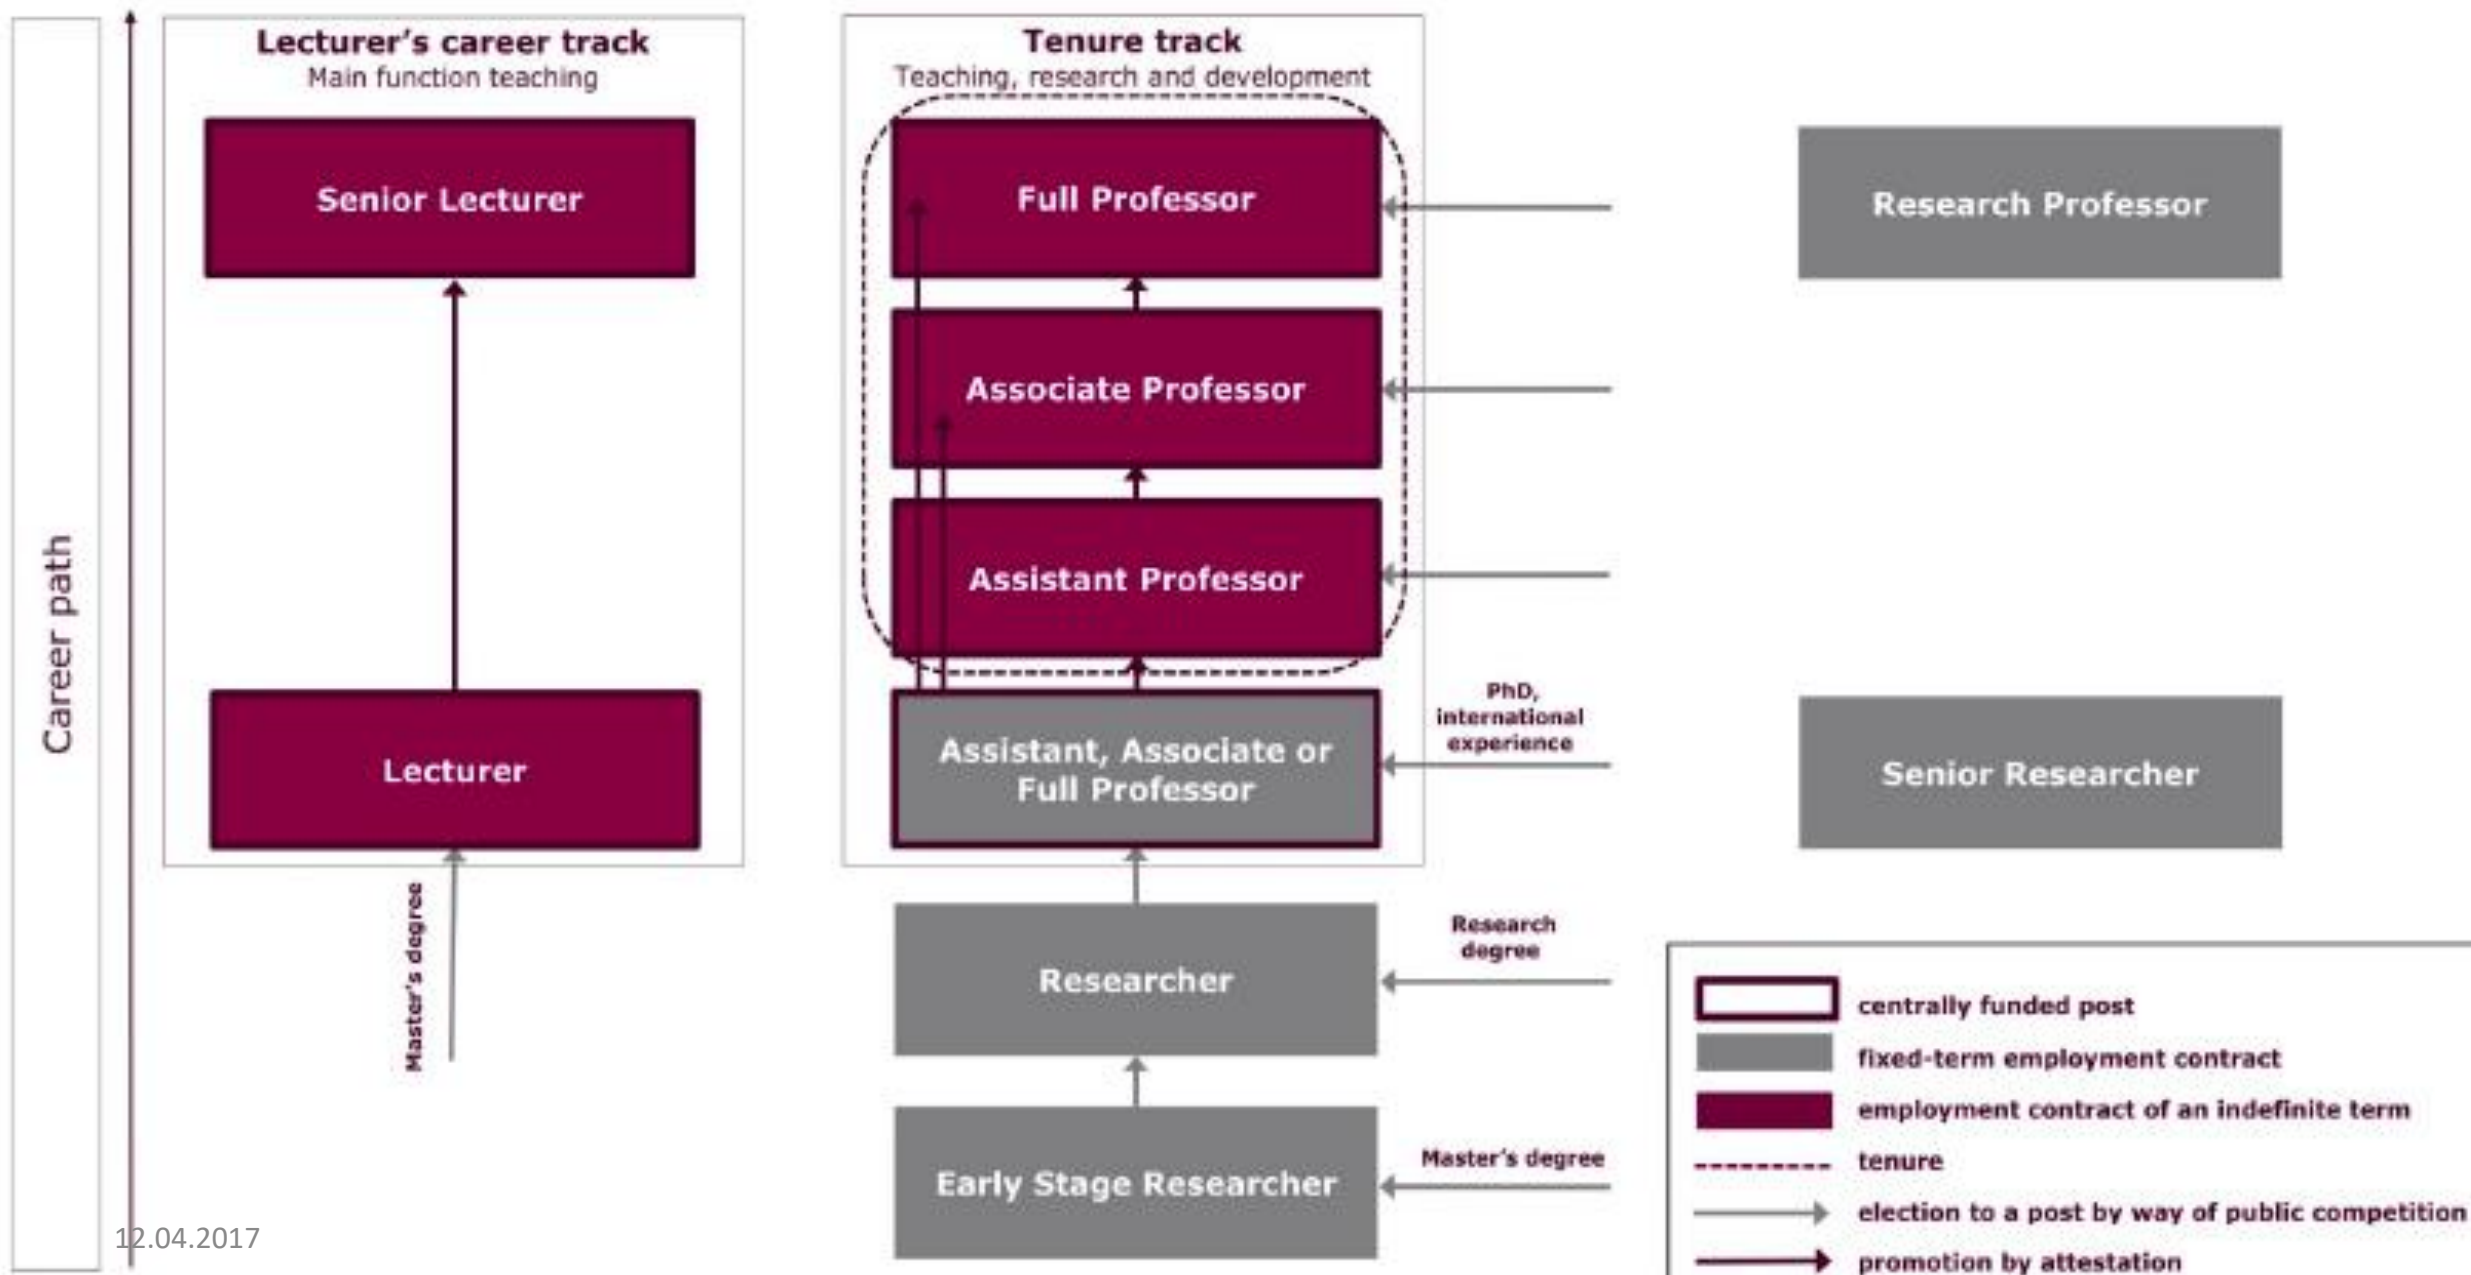 Career path
Lecturer's career track
Main function teaching
Senior Lecturer
Lecturer
Master's degree
Tenure track
Teaching, research and development
Full Professor
Associate Professor
Assistant Professor
Assistant, Associate or
Full Professor
Researcher
Early Stage Researcher
PhD,
international
experience
Research
degree
Master's degree
Research Professor
Senior Researcher
centrally funded post
fixed-term employment contract
employment contract of an indefinite term
tenure
election to a post by way of public competition
promotion by attestation
12.04.2017